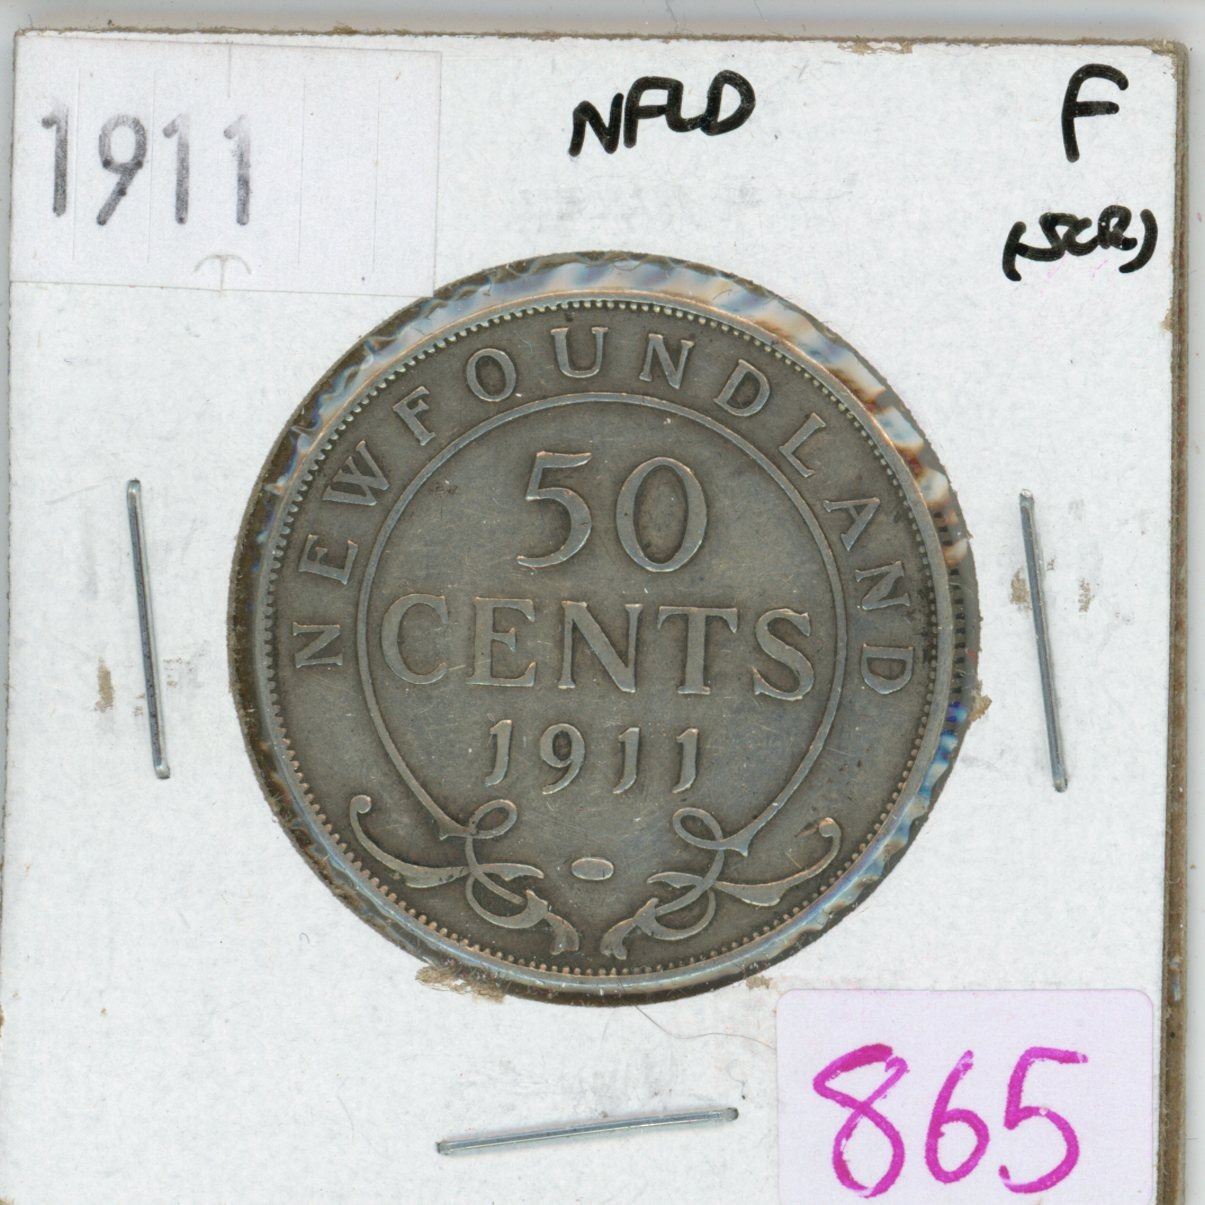 1911
NFLD
F
(SCR)
NEWFOUNDLAND
50
CENTS
1911
865